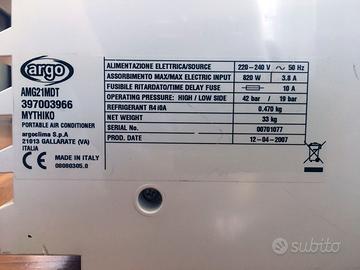 argo
AMG21MDT
397003966
MYTHIKO
PORTABLE AIR CONDITIONER
argoclima S.p.A
21013 GALLARATE (VA)
ITALIA
MADE IN ITALY
08080305.0
ALIMENTAZIONE ELETTRICA/SOURCE 220-240 V ~ 50 Hz
ASSORBIMENTO MAX/MAX ELECTRIC INPUT 820 W 3.8 A
FUSIBILE RITARDATO/TIME DELAY FUSE 10 A
OPERATING PRESSURE: HIGH / LOW SIDE 42 bar / 19 bar
REFRIGERANT R410A 0.470 kg
NET WEIGHT 33 kg
SERIAL NO. 00701077
PROD. DATE 12-04-2007
subito